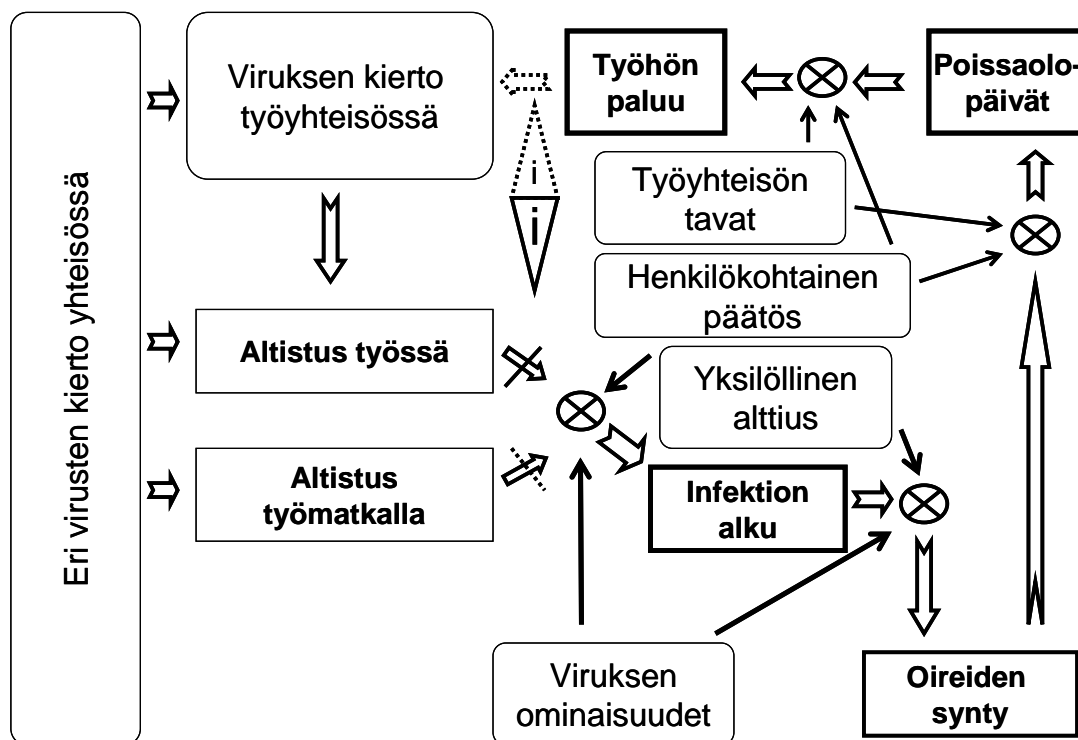 Eri virusten kierto yhteisössä
Viruksen kierto
työyhteisössä
Työhön
paluu
Poissaolo-
päivät
i
i
Työyhteisön
tavat
Henkilökohtainen
päätös
Altistus työssä
Yksilöllinen
alttius
Altistus
työmatkalla
Infektion
alku
Viruksen
ominaisuudet
Oireiden
synty